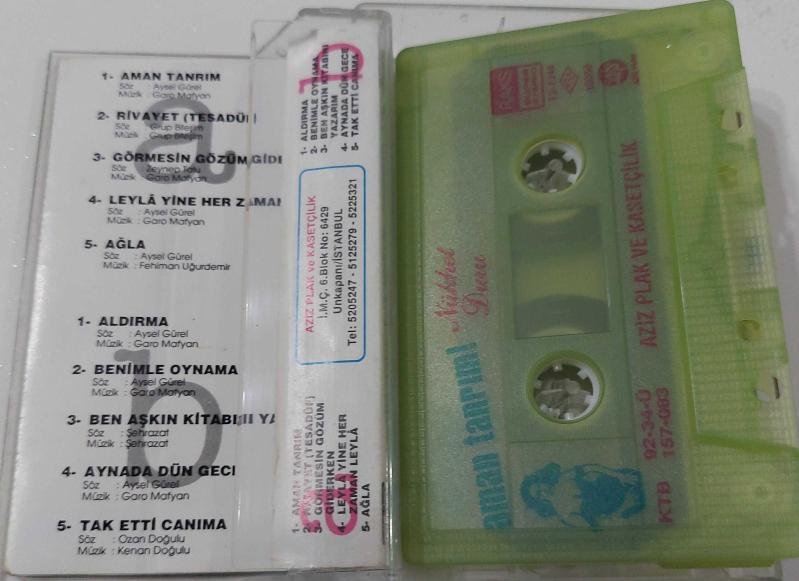 a
1- AMAN TANRIM
Söz : Aysel Gürel
Müzik : Garo Mafyan
2- RİVAYET (TESADÜF)
Söz : Grup Bileşim
Müzik : Grup Bileşim
3- GÖRMESİN GÖZÜM GİDE
Söz : Zeynep Talu
Müzik : Garo Mafyan
4- LEYLÂ YİNE HER ZAMAN
Söz : Aysel Gürel
Müzik : Garo Mafyan
5- AĞLA
Söz : Aysel Gürel
Müzik : Fehiman Uğurdemir
b
1- ALDIRMA
Söz : Aysel Gürel
Müzik : Garo Mafyan
2- BENİMLE OYNAMA
Söz : Aysel Gürel
Müzik : Garo Mafyan
3- BEN AŞKIN KİTABINI YA
Söz : Şehrazat
Müzik : Şehrazat
4- AYNADA DÜN GECE
Söz : Aysel Gürel
Müzik : Garo Mafyan
5- TAK ETTİ CANIMA
Söz : Ozan Doğulu
Müzik : Kenan Doğulu
b
1- ALDIRMA
2- BENİMLE OYNAMA
3- BEN AŞKIN KİTABINI
YAZARIM
4- AYNADA DÜN GECE
5- TAK ETTİ CANIMA
AZİZ PLAK ve KASETÇİLİK
İ.M.Ç. 6.Blok No: 6429
Unkapanı/İSTANBUL
Tel: 5205247 - 5125279 - 5225321
a
1- AMAN TANRIM
2- RİVAYET (TESADÜF)
3- GÖRMESİN GÖZÜM
GİDERKEN
4- LEYLÂ YİNE HER
ZAMAN LEYLÂ
5- AĞLA
RAKS
aman tanrım!
Nükhet
Duru
KTB 92-34-Ü
157-083
AZİZ PLAK VE KASETÇİLİK